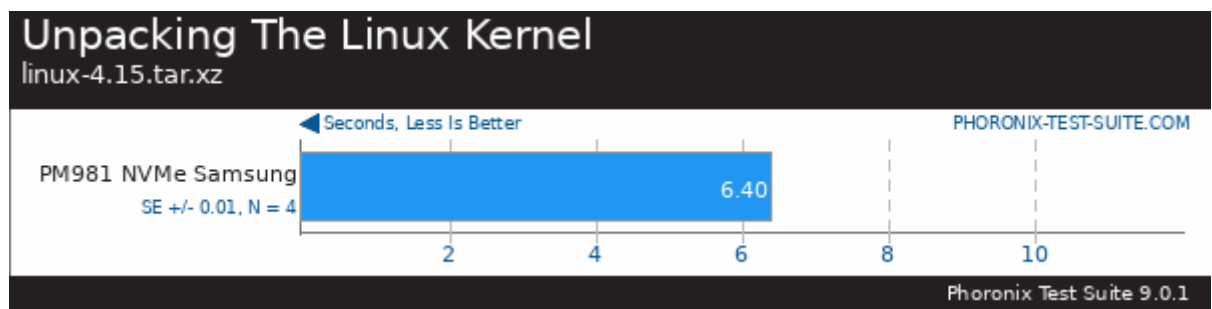 Unpacking The Linux Kernel
linux-4.15.tar.xz
Seconds, Less Is Better
PHORONIX-TEST-SUITE.COM
PM981 NVMe Samsung
6.40
SE +/- 0.01, N = 4
2 4 6 8 10
Phoronix Test Suite 9.0.1